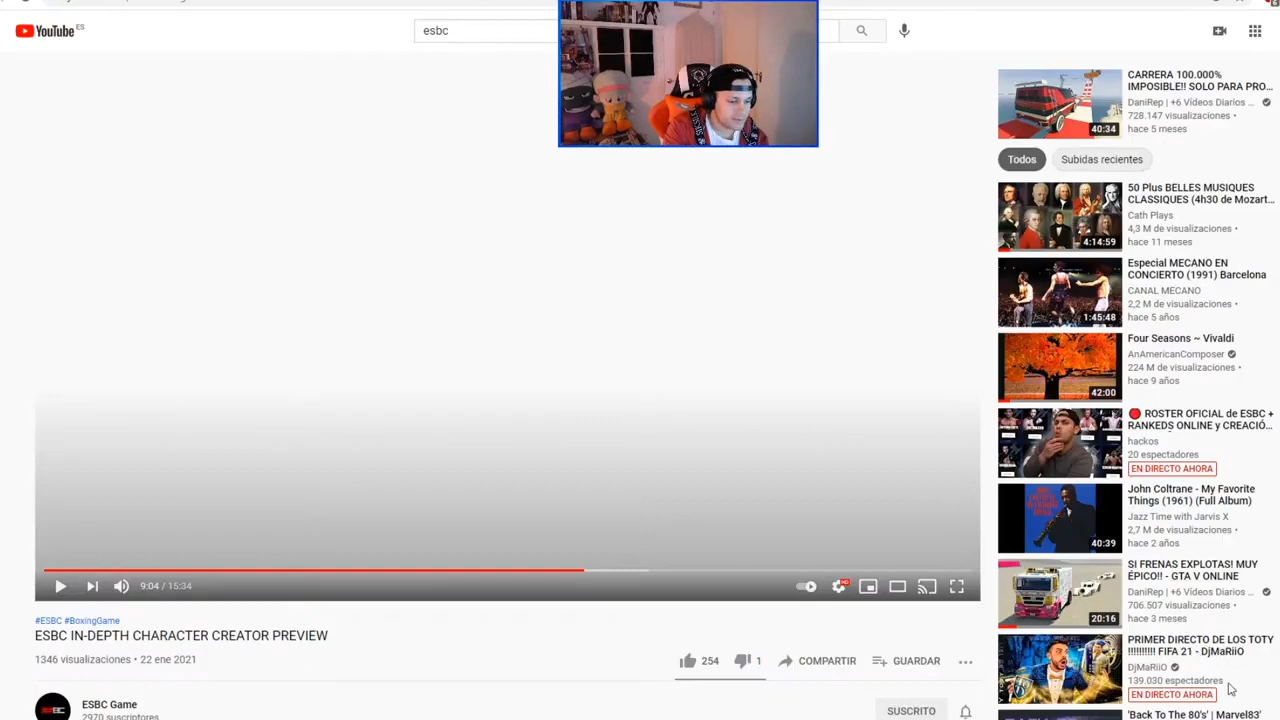 YouTube ES
esbc
CARRERA 100.000%
IMPOSIBLE!! SOLO PARA PRO...
DaniRep | +6 Vídeos Diarios ...
728.147 visualizaciones •
hace 5 meses
40:34
Todos
Subidas recientes
50 Plus BELLES MUSIQUES
CLASSIQUES (4h30 de Mozart...
Cath Plays
4,3 M de visualizaciones •
hace 11 meses
4:14:59
Especial MECANO EN
CONCIERTO (1991) Barcelona
CANAL MECANO
2,2 M de visualizaciones •
hace 5 años
1:45:48
Four Seasons ~ Vivaldi
AnAmericanComposer
224 M de visualizaciones •
hace 9 años
42:00
ROSTER OFICIAL de ESBC +
RANKEDS ONLINE y CREACIÓ...
hackos
20 espectadores
EN DIRECTO AHORA
John Coltrane - My Favorite
Things (1961) (Full Album)
Jazz Time with Jarvis X
2,7 M de visualizaciones •
hace 2 años
40:39
SI FRENAS EXPLOTAS! MUY
ÉPICO!! - GTA V ONLINE
DaniRep | +6 Vídeos Diarios ...
706.507 visualizaciones •
hace 3 meses
20:16
PRIMER DIRECTO DE LOS TOTY
!!!!!!!!!! FIFA 21 - DjMaRiiO
DjMaRiiO
139.030 espectadores
EN DIRECTO AHORA
'Back To The 80's' | Marvel83'
9:04 / 15:34
HD
#ESBC #BoxingGame
ESBC IN-DEPTH CHARACTER CREATOR PREVIEW
1346 visualizaciones • 22 ene 2021
254
1
COMPARTIR
GUARDAR
ESBC Game
2970 suscriptores
SUSCRITO